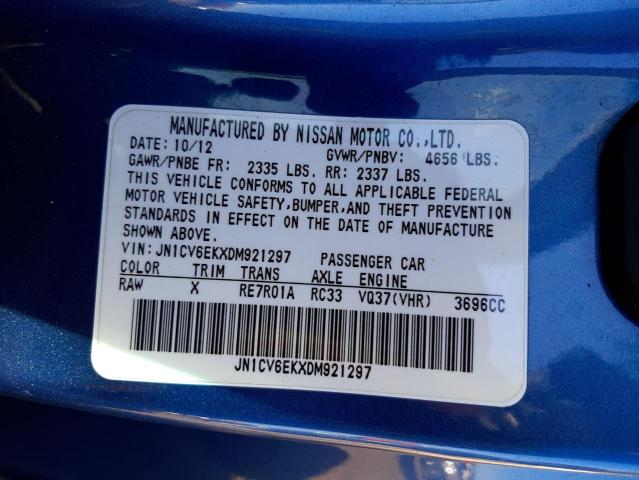 MANUFACTURED BY NISSAN MOTOR CO.,LTD.
DATE: 10/12 GVWR/PNBV: 4656 LBS.
GAWR/PNBE FR: 2335 LBS. RR: 2337 LBS.
THIS VEHICLE CONFORMS TO ALL APPLICABLE FEDERAL
MOTOR VEHICLE SAFETY,BUMPER,AND THEFT PREVENTION
STANDARDS IN EFFECT ON THE DATE OF MANUFACTURE
SHOWN ABOVE.
VIN: JN1CV6EKXDM921297 PASSENGER CAR
COLOR TRIM TRANS AXLE ENGINE
RAW X RE7R01A RC33 VQ37(VHR) 3696CC
JN1CV6EKXDM921297